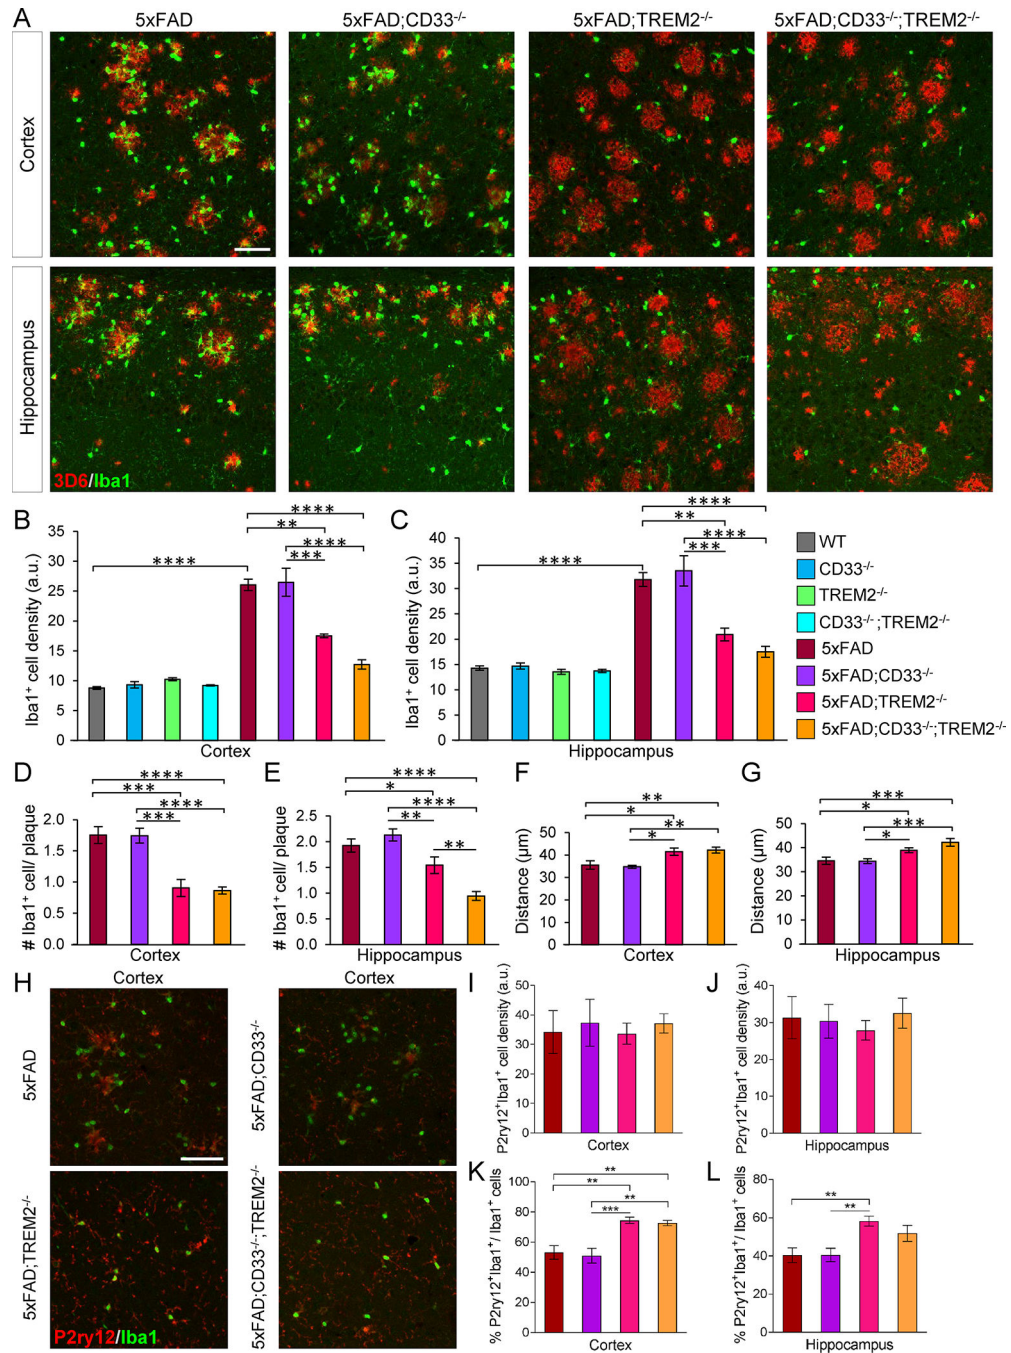 A
5xFAD
5xFAD;CD33-/-
5xFAD;TREM2-/-
5xFAD;CD33-/-;TREM2-/-
Cortex
Hippocampus
3D6/Iba1
B
Iba1+ cell density (a.u.)
35
30
25
20
15
10
5
0
****
****
**
****
***
Cortex
C
Iba1+ cell density (a.u.)
40
35
30
25
20
15
10
5
0
****
****
**
****
***
Hippocampus
WT
CD33-/-
TREM2-/-
CD33-/-;TREM2-/-
5xFAD
5xFAD;CD33-/-
5xFAD;TREM2-/-
5xFAD;CD33-/-;TREM2-/-
D
# Iba1+ cell/ plaque
2.0
1.5
1.0
0.5
0.0
****
***
****
***
Cortex
E
# Iba1+ cell/ plaque
2.5
2.0
1.5
1.0
0.5
0.0
****
*
****
**
**
Hippocampus
F
Distance (µm)
50
40
30
20
10
0
**
*
**
*
Cortex
G
Distance (µm)
50
40
30
20
10
0
***
*
***
*
Hippocampus
H
Cortex
Cortex
5xFAD
5xFAD;CD33-/-
5xFAD;TREM2-/-
5xFAD;CD33-/-;TREM2-/-
P2ry12/Iba1
I
P2ry12+Iba1+ cell density (a.u.)
50
40
30
20
10
0
Cortex
J
P2ry12+Iba1+ cell density (a.u.)
40
30
20
10
0
Hippocampus
K
% P2ry12+Iba1+/ Iba1+ cells
100
80
60
40
20
0
**
**
**
***
Cortex
L
% P2ry12+Iba1+/ Iba1+ cells
80
60
40
20
0
**
**
Hippocampus